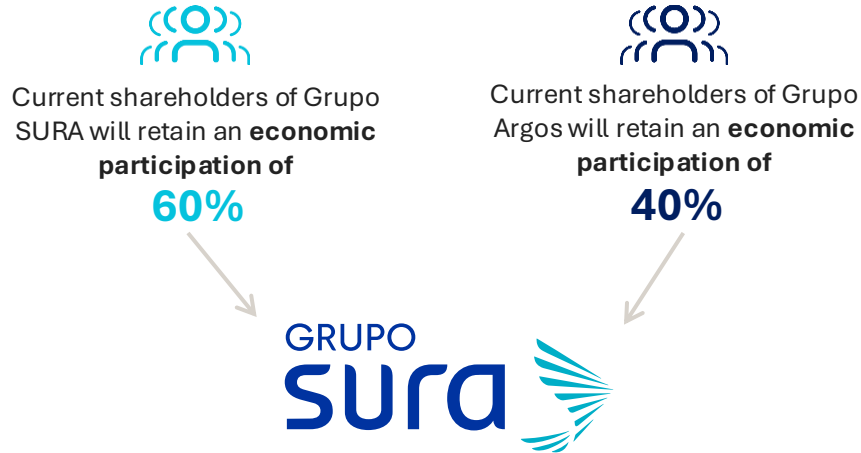 Current shareholders of Grupo
SURA will retain an economic
participation of
60%
Current shareholders of Grupo
Argos will retain an economic
participation of
40%
GRUPO
sura